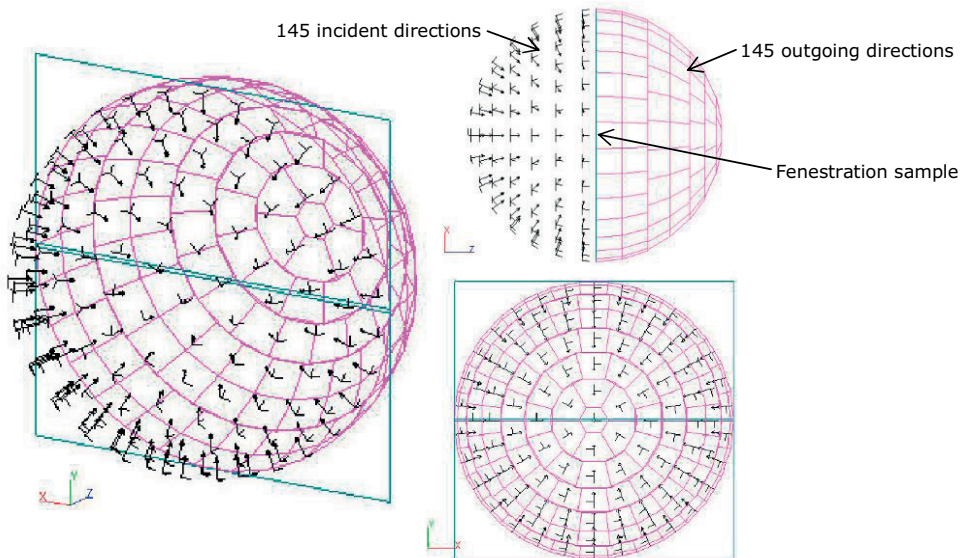 145 incident directions
145 outgoing directions
Fenestration sample
X
Z
Y
X
Z
Y
X